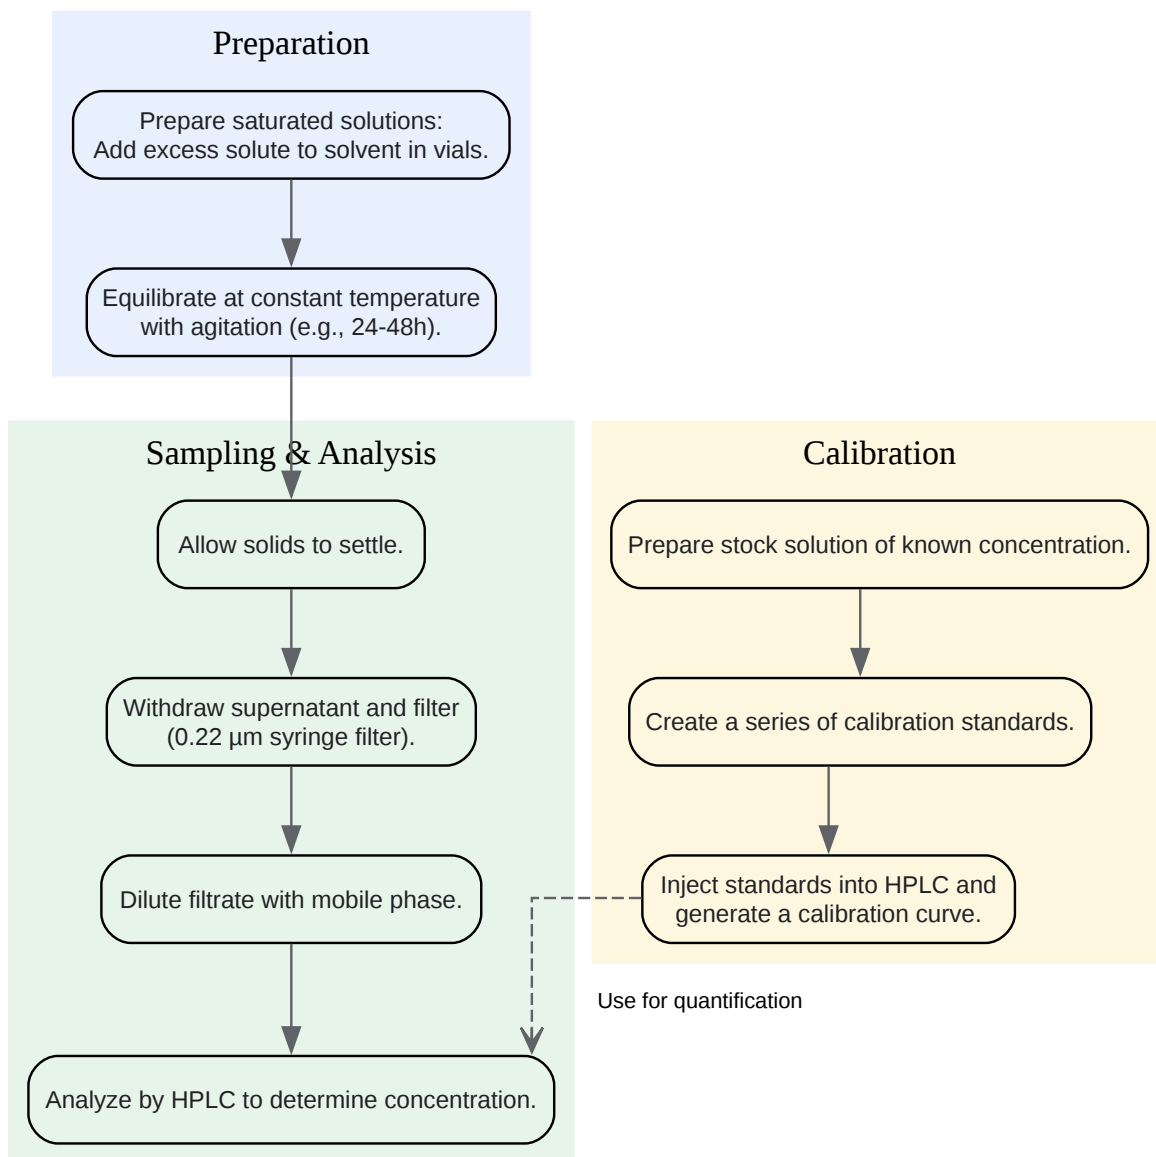 Preparation
Prepare saturated solutions:
Add excess solute to solvent in vials.
Equilibrate at constant temperature
with agitation (e.g., 24-48h).
Sampling & Analysis
Allow solids to settle.
Withdraw supernatant and filter
(0.22 µm syringe filter).
Dilute filtrate with mobile phase.
Analyze by HPLC to determine concentration.
Calibration
Prepare stock solution of known concentration.
Create a series of calibration standards.
Inject standards into HPLC and
generate a calibration curve.
Use for quantification